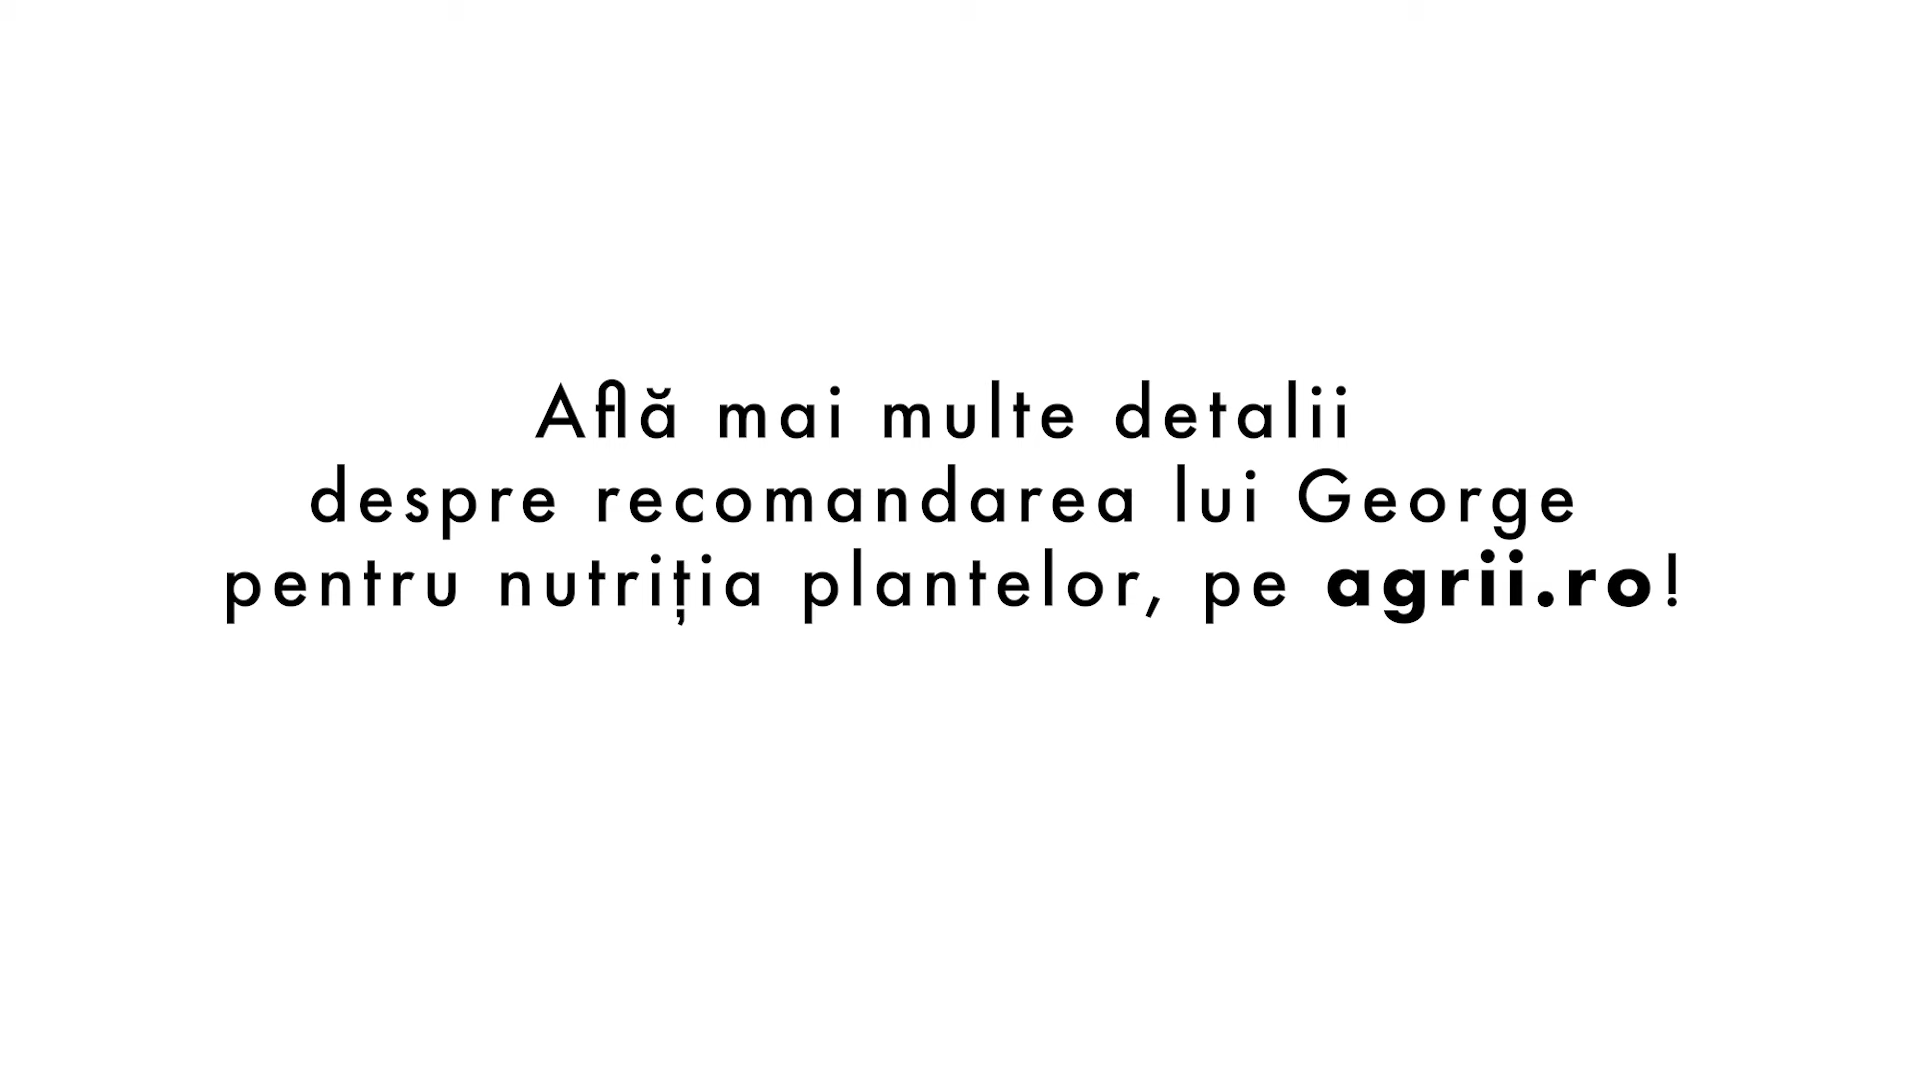 Află mai multe detalii
despre recomandarea lui George
pentru nutriția plantelor, pe agrii.ro!